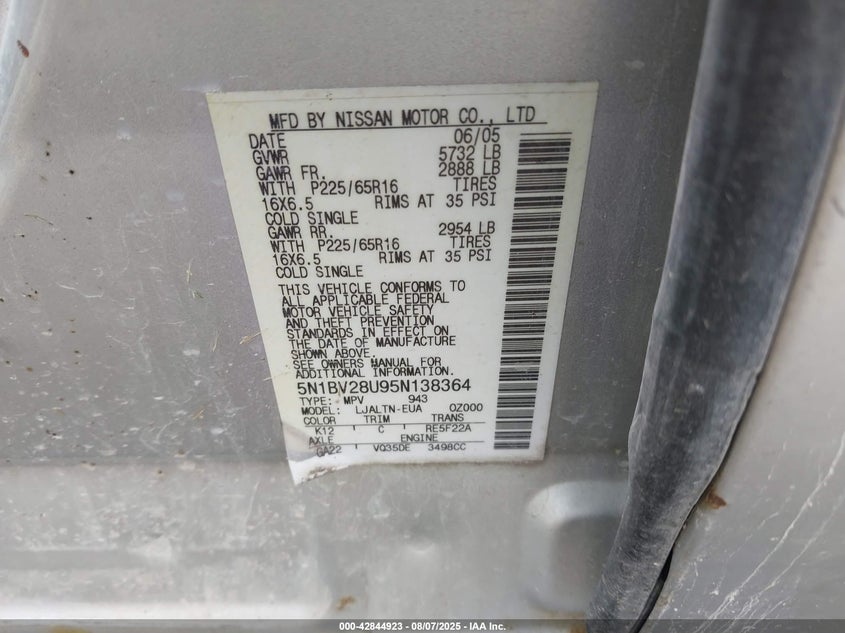 MFD BY NISSAN MOTOR CO., LTD
DATE 06/05
GVWR 5732 LB
GAWR FR. 2888 LB
WITH P225/65R16 TIRES
16X6.5 RIMS AT 35 PSI
COLD SINGLE
GAWR RR. 2954 LB
WITH P225/65R16 TIRES
16X6.5 RIMS AT 35 PSI
COLD SINGLE
THIS VEHICLE CONFORMS TO
ALL APPLICABLE FEDERAL
MOTOR VEHICLE SAFETY
AND THEFT PREVENTION
STANDARDS IN EFFECT ON
THE DATE OF MANUFACTURE
SHOWN ABOVE.
SEE OWNERS MANUAL FOR
ADDITIONAL INFORMATION.
5N1BV28U95N138364
TYPE: MPV 943
MODEL: LJALTN-EUA OZ000
COLOR TRIM TRANS
K12 C RE5F22A
AXLE ENGINE
GA22 VQ35DE 3498CC
000-42844923 - 08/07/2025 - IAA Inc.